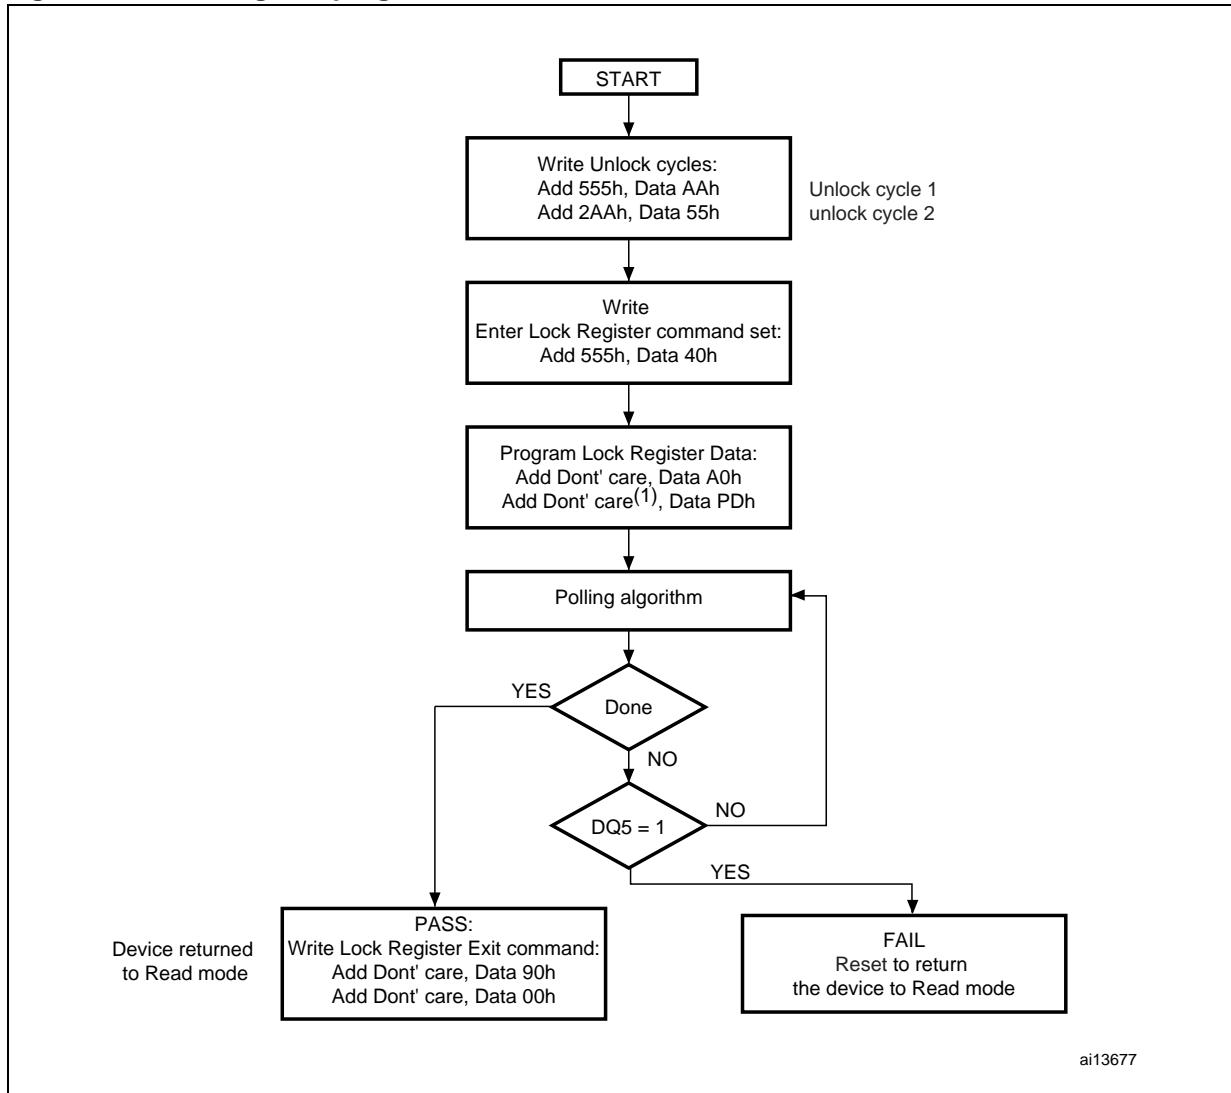 START
Write Unlock cycles:
Add 555h, Data AAh
Add 2AAh, Data 55h
Unlock cycle 1
unlock cycle 2
Write
Enter Lock Register command set:
Add 555h, Data 40h
Program Lock Register Data:
Add Dont' care, Data A0h
Add Dont' care(1), Data PDh
Polling algorithm
YES
Done
NO
DQ5 = 1
NO
YES
Device returned
to Read mode
PASS:
Write Lock Register Exit command:
Add Dont' care, Data 90h
Add Dont' care, Data 00h
FAIL
Reset to return
the device to Read mode
ai13677